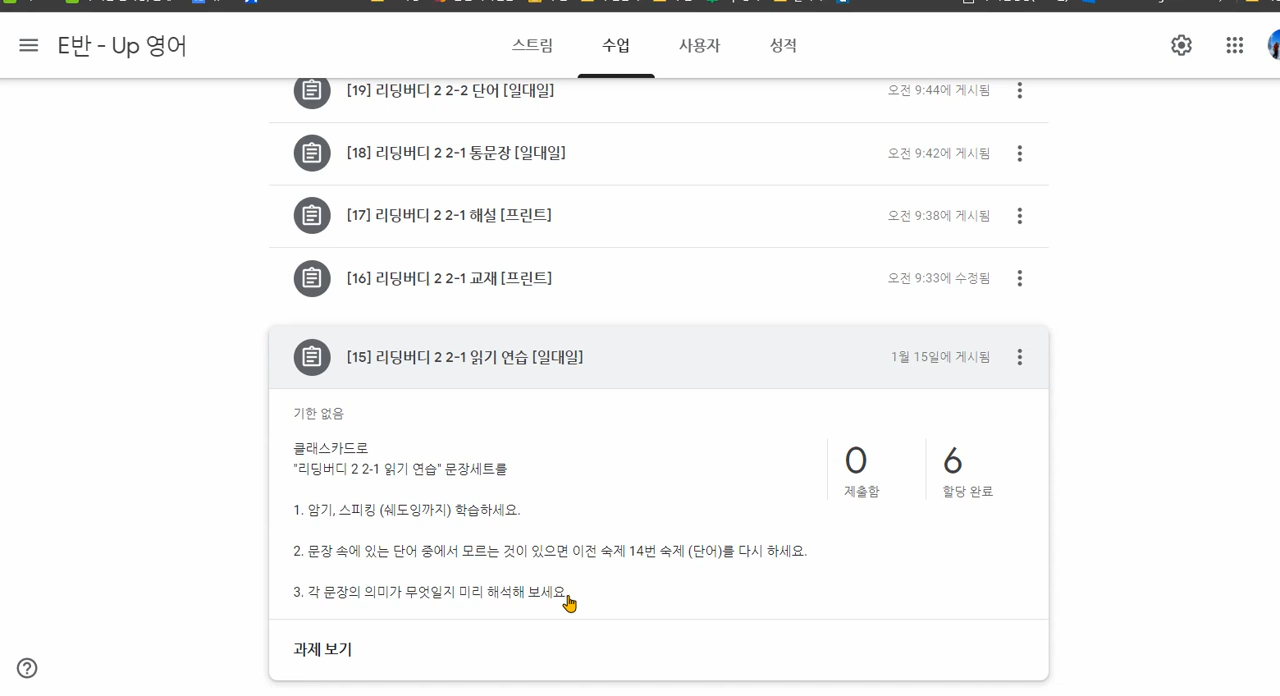 E반 - Up 영어
스트림
수업
사용자
성적
[19] 리딩버디 2 2-2 단어 [일대일]
오전 9:44에 게시됨
[18] 리딩버디 2 2-1 통문장 [일대일]
오전 9:42에 게시됨
[17] 리딩버디 2 2-1 해설 [프린트]
오전 9:38에 게시됨
[16] 리딩버디 2 2-1 교재 [프린트]
오전 9:33에 수정됨
[15] 리딩버디 2 2-1 읽기 연습 [일대일]
1월 15일에 게시됨
기한 없음
클래스카드로
"리딩버디 2 2-1 읽기 연습" 문장세트를
0
제출함
6
할당 완료
1. 암기, 스피킹 (쉐도잉까지) 학습하세요.
2. 문장 속에 있는 단어 중에서 모르는 것이 있으면 이전 숙제 14번 숙제 (단어)를 다시 하세요.
3. 각 문장의 의미가 무엇일지 미리 해석해 보세요.
과제 보기